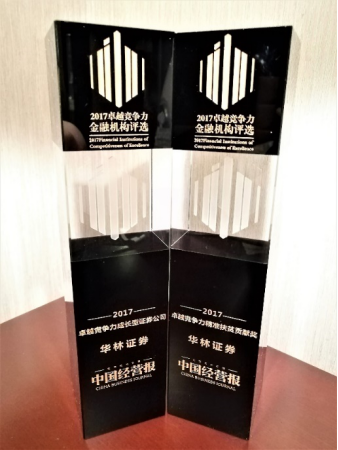 2017卓越竞争力
金融机构评选
2017Financial Institutions of
Competitiveness of Excellence
2017
卓越竞争力成长型证券公司
华林证券
中国经营报
CHINA BUSINESS JOURNAL
2017卓越竞争力
金融机构评选
2017Financial Institutions of
Competitiveness of Excellence
2017
卓越竞争力精准扶贫贡献奖
华林证券
中国经营报
CHINA BUSINESS JOURNAL